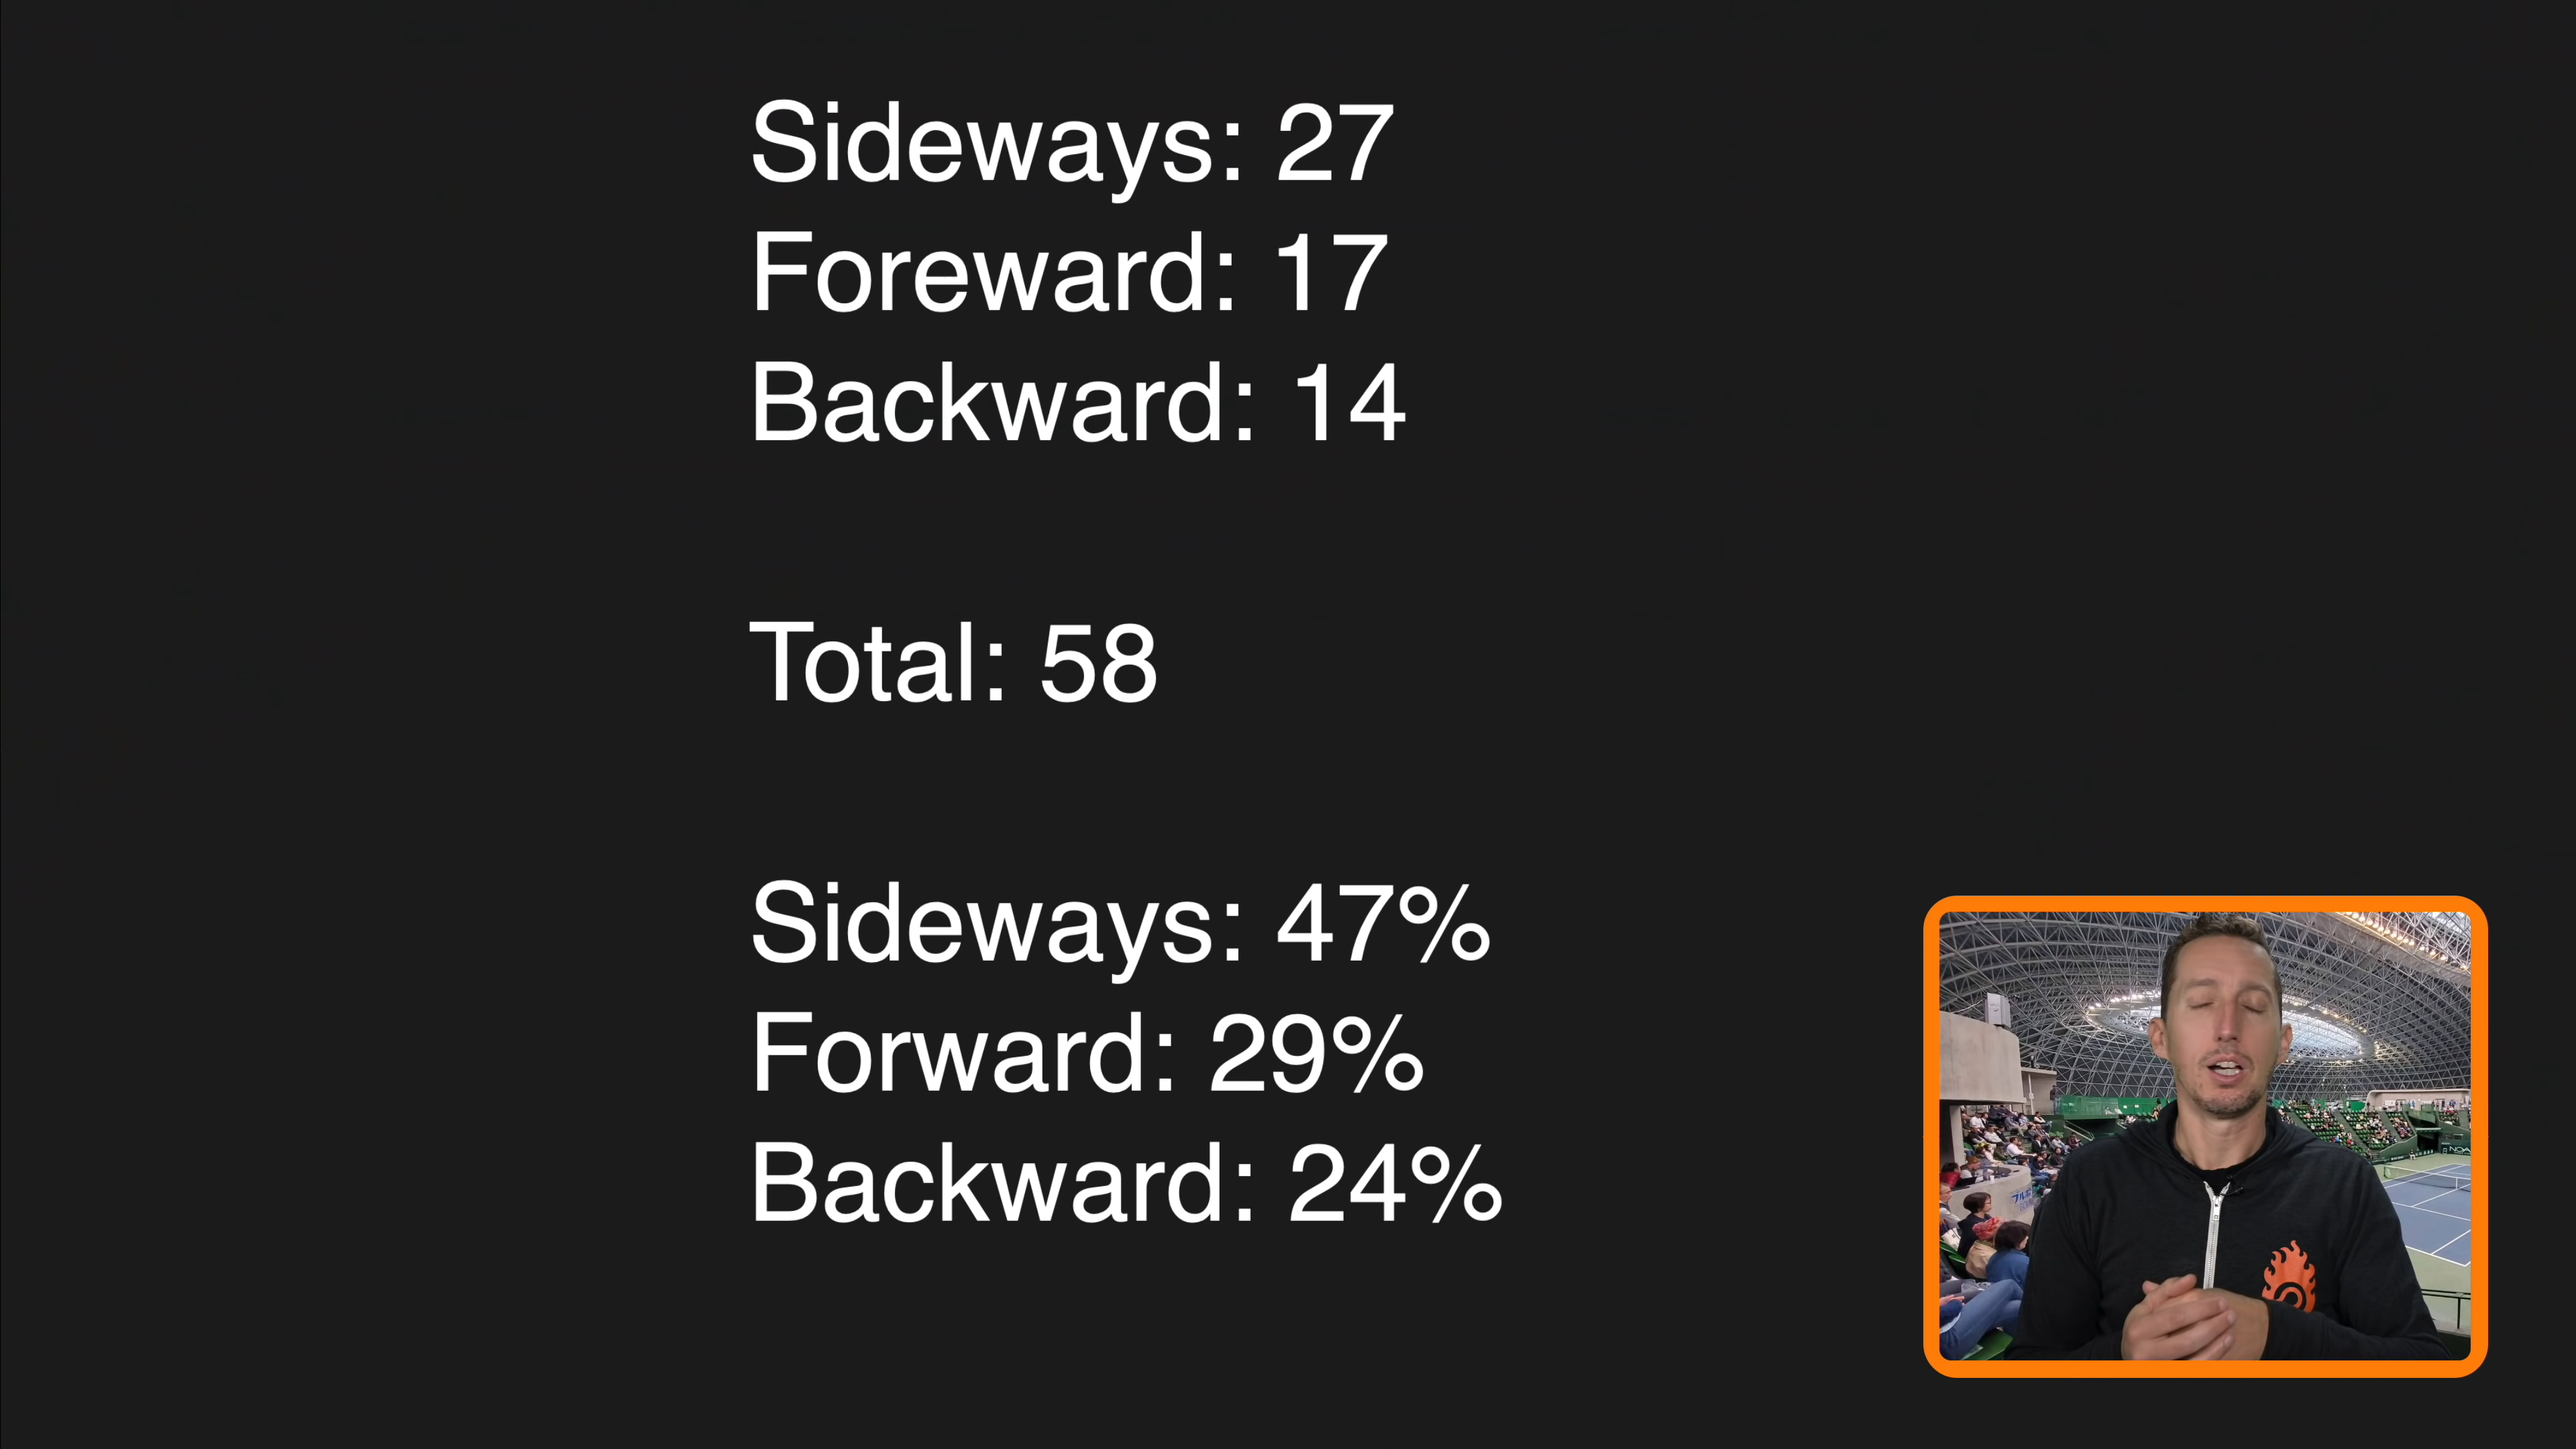 Sideways: 27
Foreward: 17
Backward: 14
Total: 58
Sideways: 47%
Forward: 29%
Backward: 24%